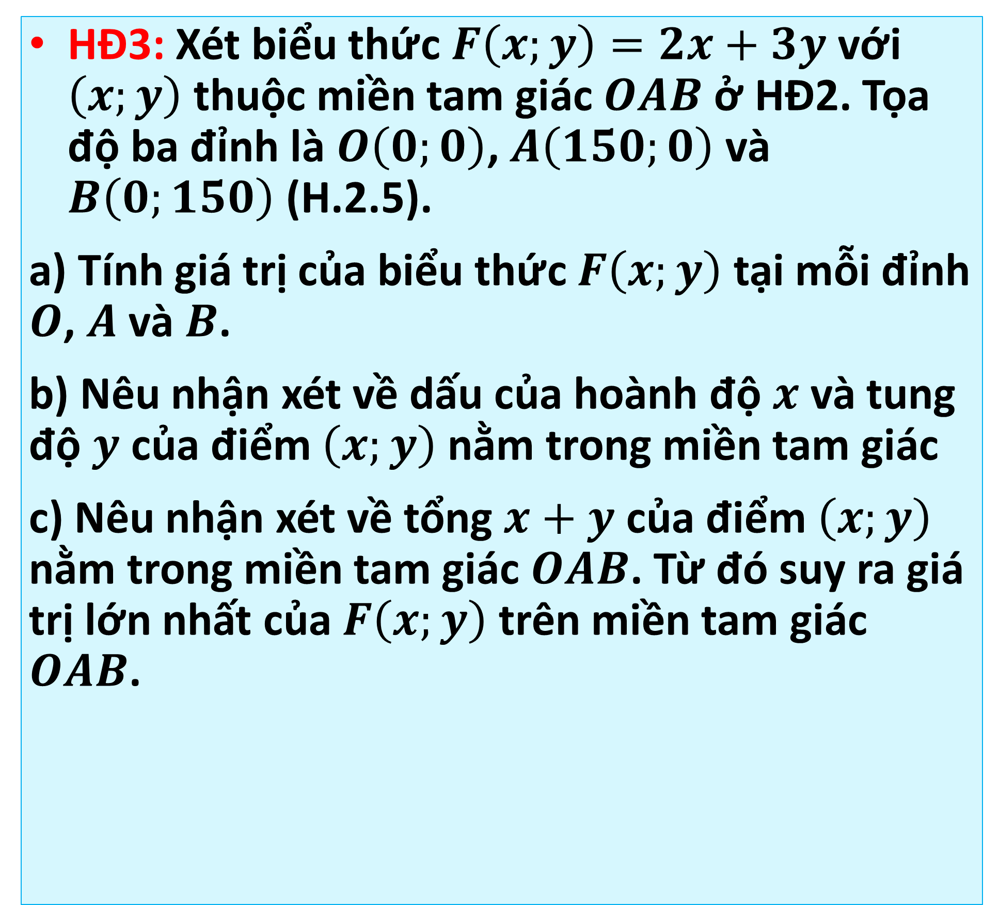 • HĐ3: Xét biểu thức F(x; y) = 2x + 3y với
(x; y) thuộc miền tam giác OAB ở HĐ2. Tọa
độ ba đỉnh là O(0; 0), A(150; 0) và
B(0; 150) (H.2.5).
a) Tính giá trị của biểu thức F(x; y) tại mỗi đỉnh
O, A và B.
b) Nêu nhận xét về dấu của hoành độ x và tung
độ y của điểm (x; y) nằm trong miền tam giác
c) Nêu nhận xét về tổng x + y của điểm (x; y)
nằm trong miền tam giác OAB. Từ đó suy ra giá
trị lớn nhất của F(x; y) trên miền tam giác
OAB.